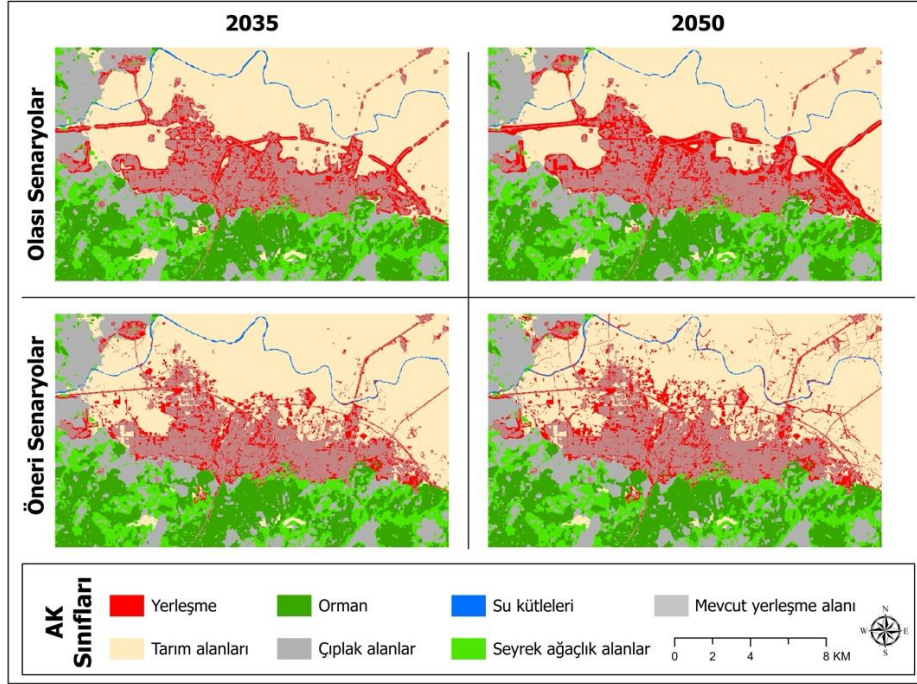 2035
2050
Olası Senaryolar
Öneri Senaryolar
AK
Sınıfları
Yerleşme
Orman
Su kütleleri
Mevcut yerleşme alanı
Tarım alanları
Çıplak alanlar
Seyrek ağaçlık alanlar
N
W
E
S
0 2 4 8 KM